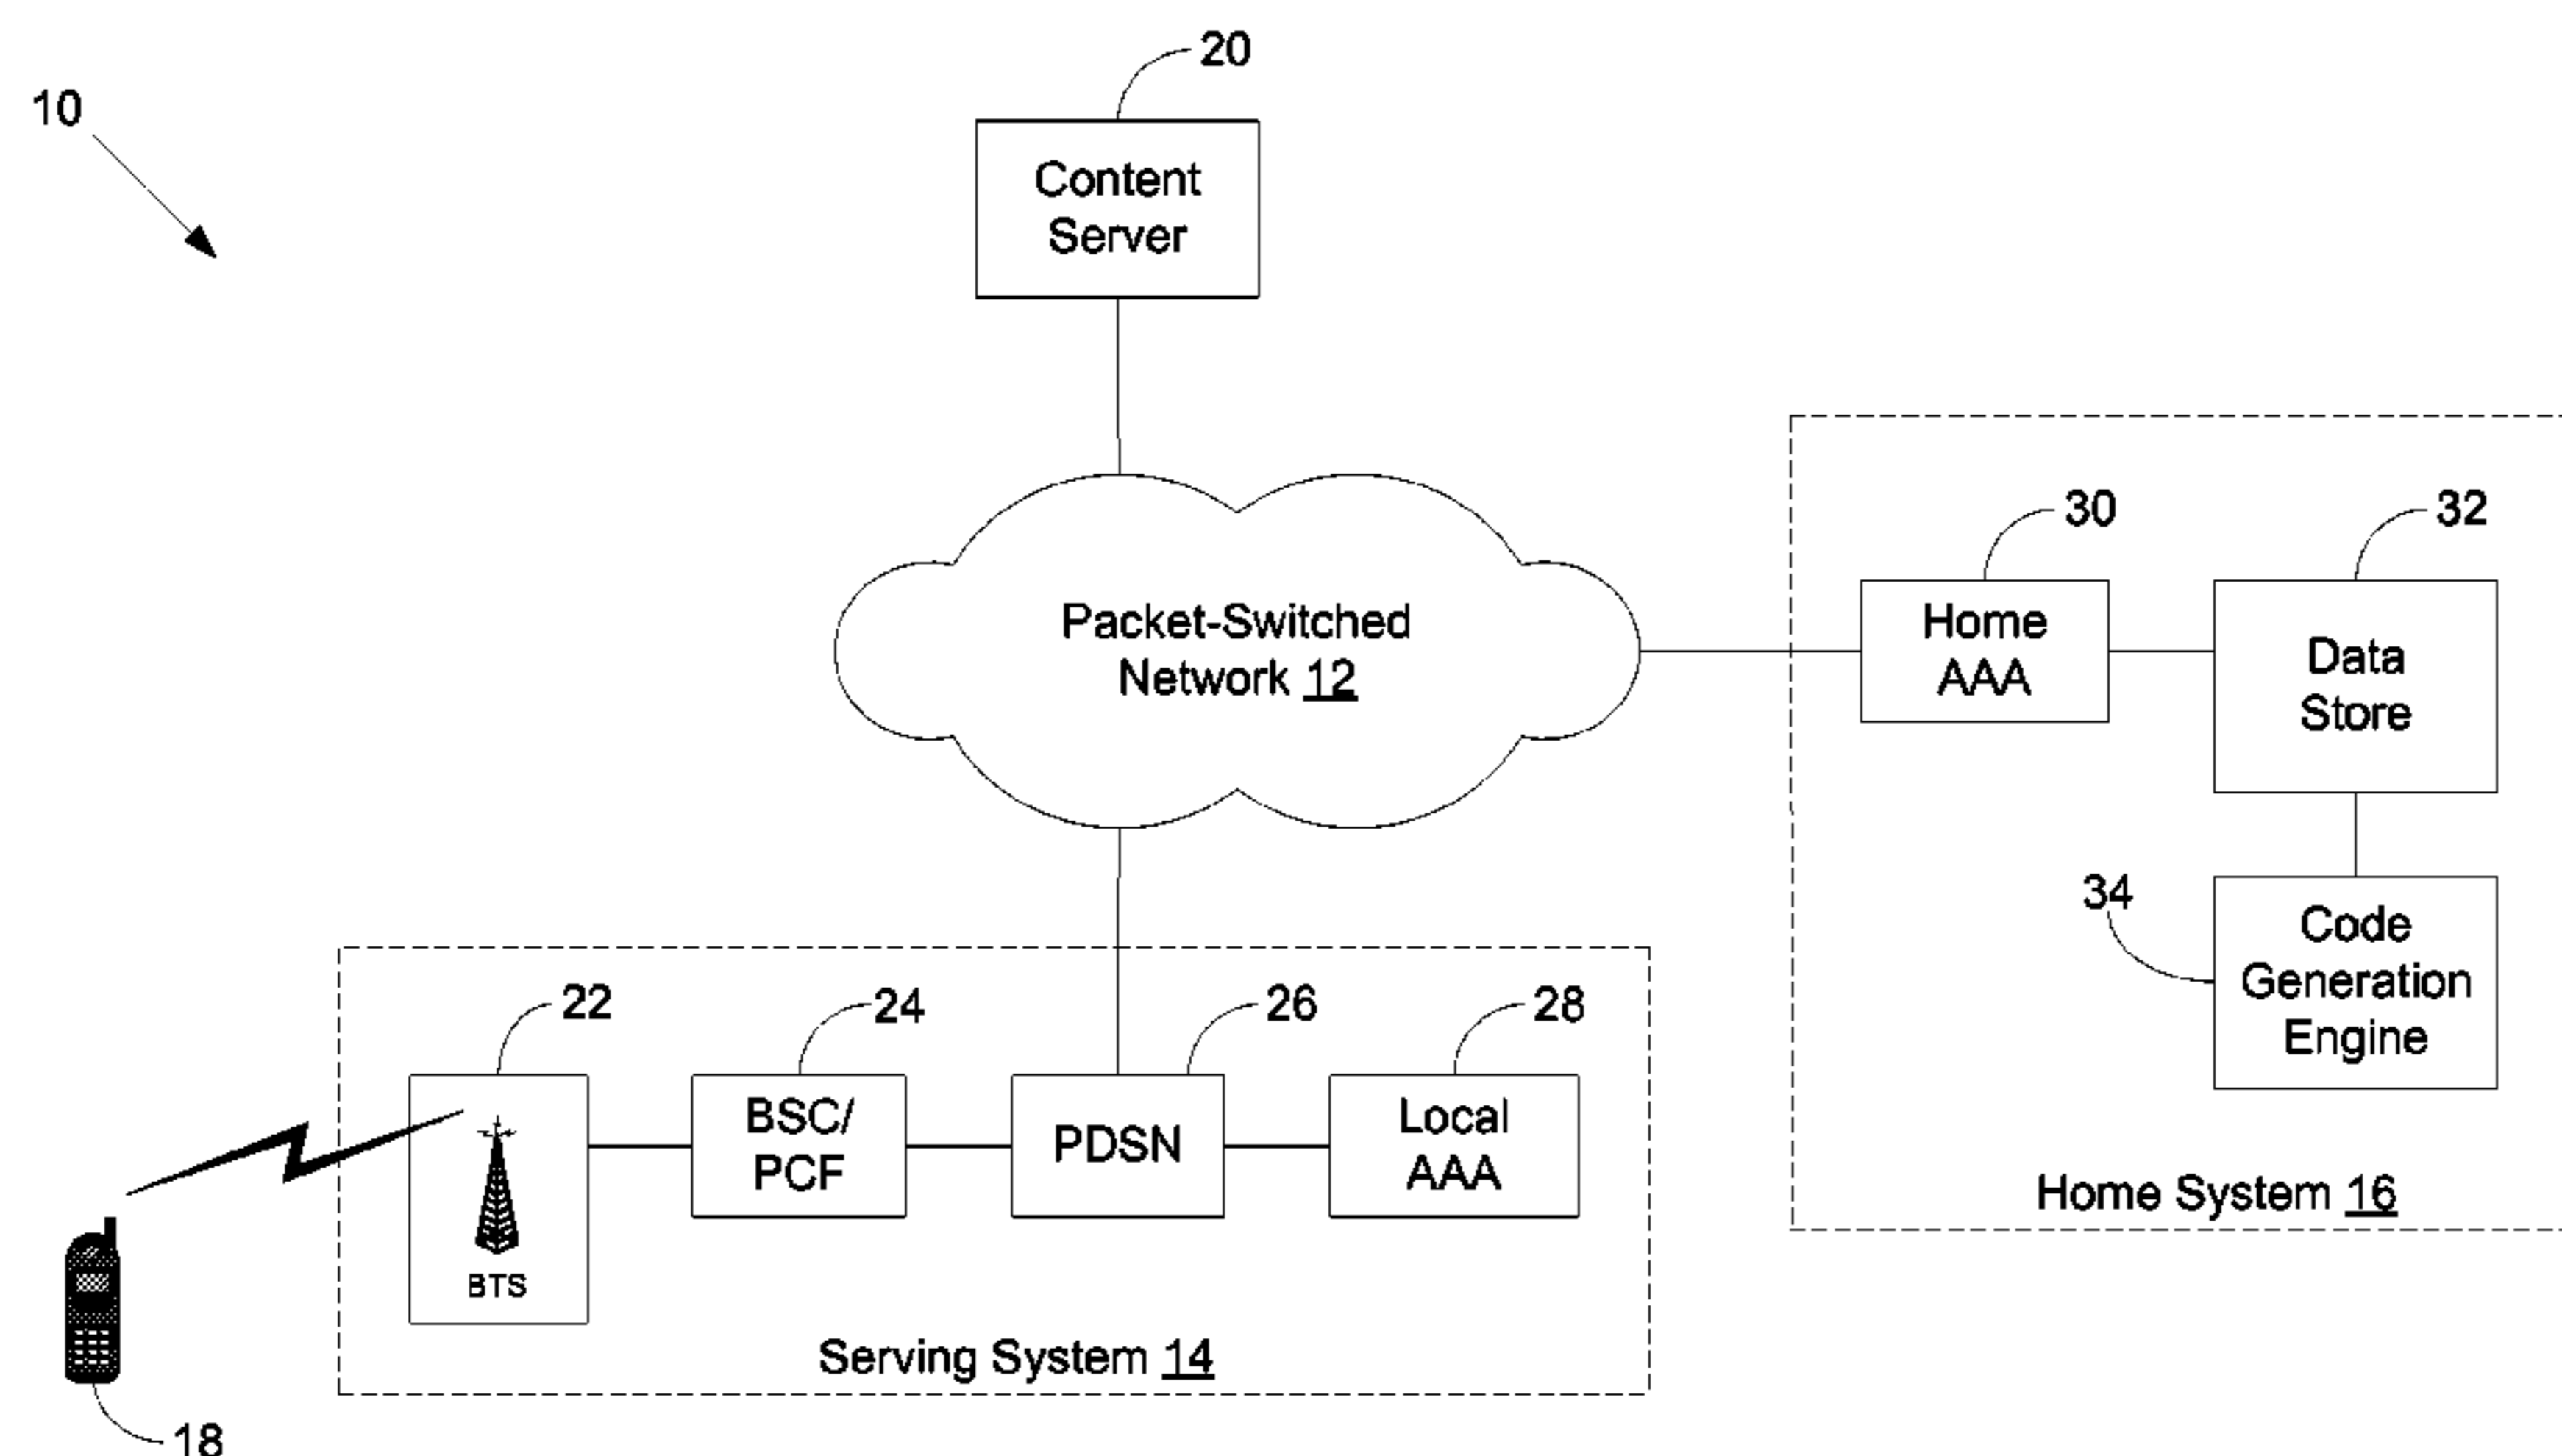 20
10
Content
Server
30
32
Packet-Switched
Network 12
Home
AAA
Data
Store
34
Code
Generation
Engine
22
24
26
28
BSC/
PCF
PDSN
Local
AAA
BTS
Home System 16
Serving System 14
18